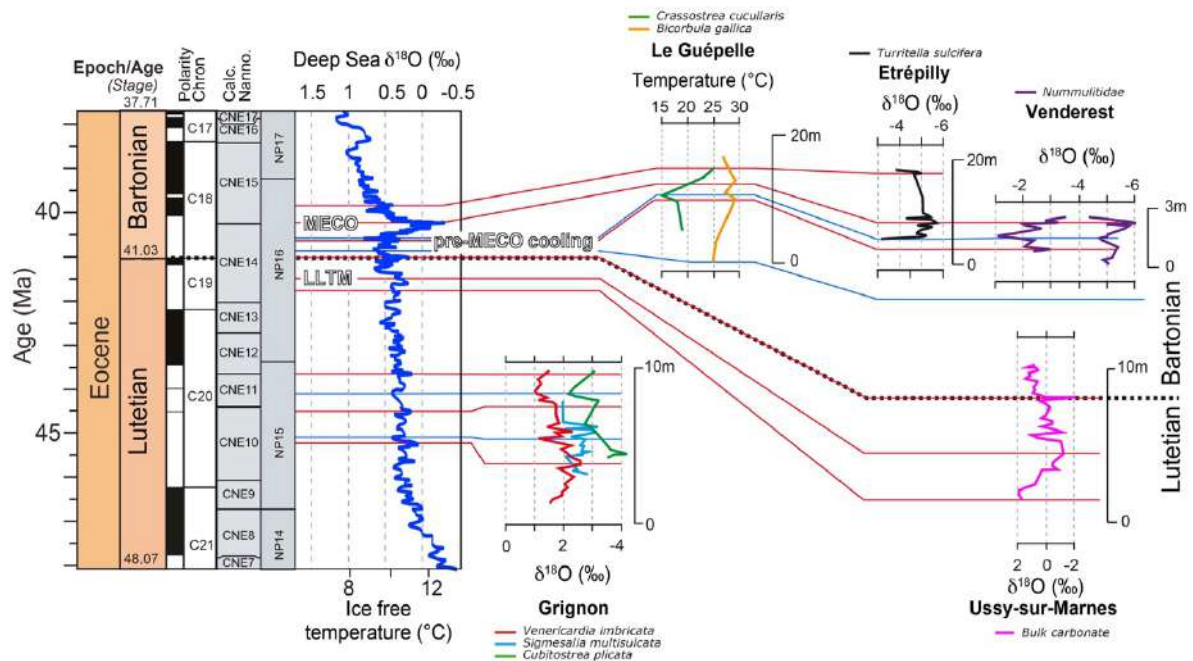 Crassostrea cucullaris
Bicorbula gallica
Le Guépelle
Temperature (°C)
15 20 25 30
20m
0
Turritella sulcifera
Etrépilly
δ¹⁸O (‰)
-4 -6
20m
0
Nummulitidae
Venderest
δ¹⁸O (‰)
-2 -4 -6
3m
0
Epoch/Age
(Stage)
37.71
Polarity
Chron
Calc.
Nanno.
Deep Sea δ¹⁸O (‰)
1.5 1 0.5 0 -0.5
Age (Ma)
40
45
Eocene
Bartonian
41.03
Lutetian
48.07
C17
C18
C19
C20
C21
CNE17
CNE16
CNE15
CNE14
CNE13
CNE12
CNE11
CNE10
CNE9
CNE8
CNE7
NP17
NP16
NP15
NP14
MECO
pre-MECO cooling
LLTM
8 12
Ice free
temperature (°C)
10m
0
0 2 -4
δ¹⁸O (‰)
Grignon
Venericardia imbricata
Sigmesalia multisulcata
Cubitostrea plicata
10m
0
2 0 -2
δ¹⁸O (‰)
Ussy-sur-Marnes
Bulk carbonate
Lutetian Bartonian